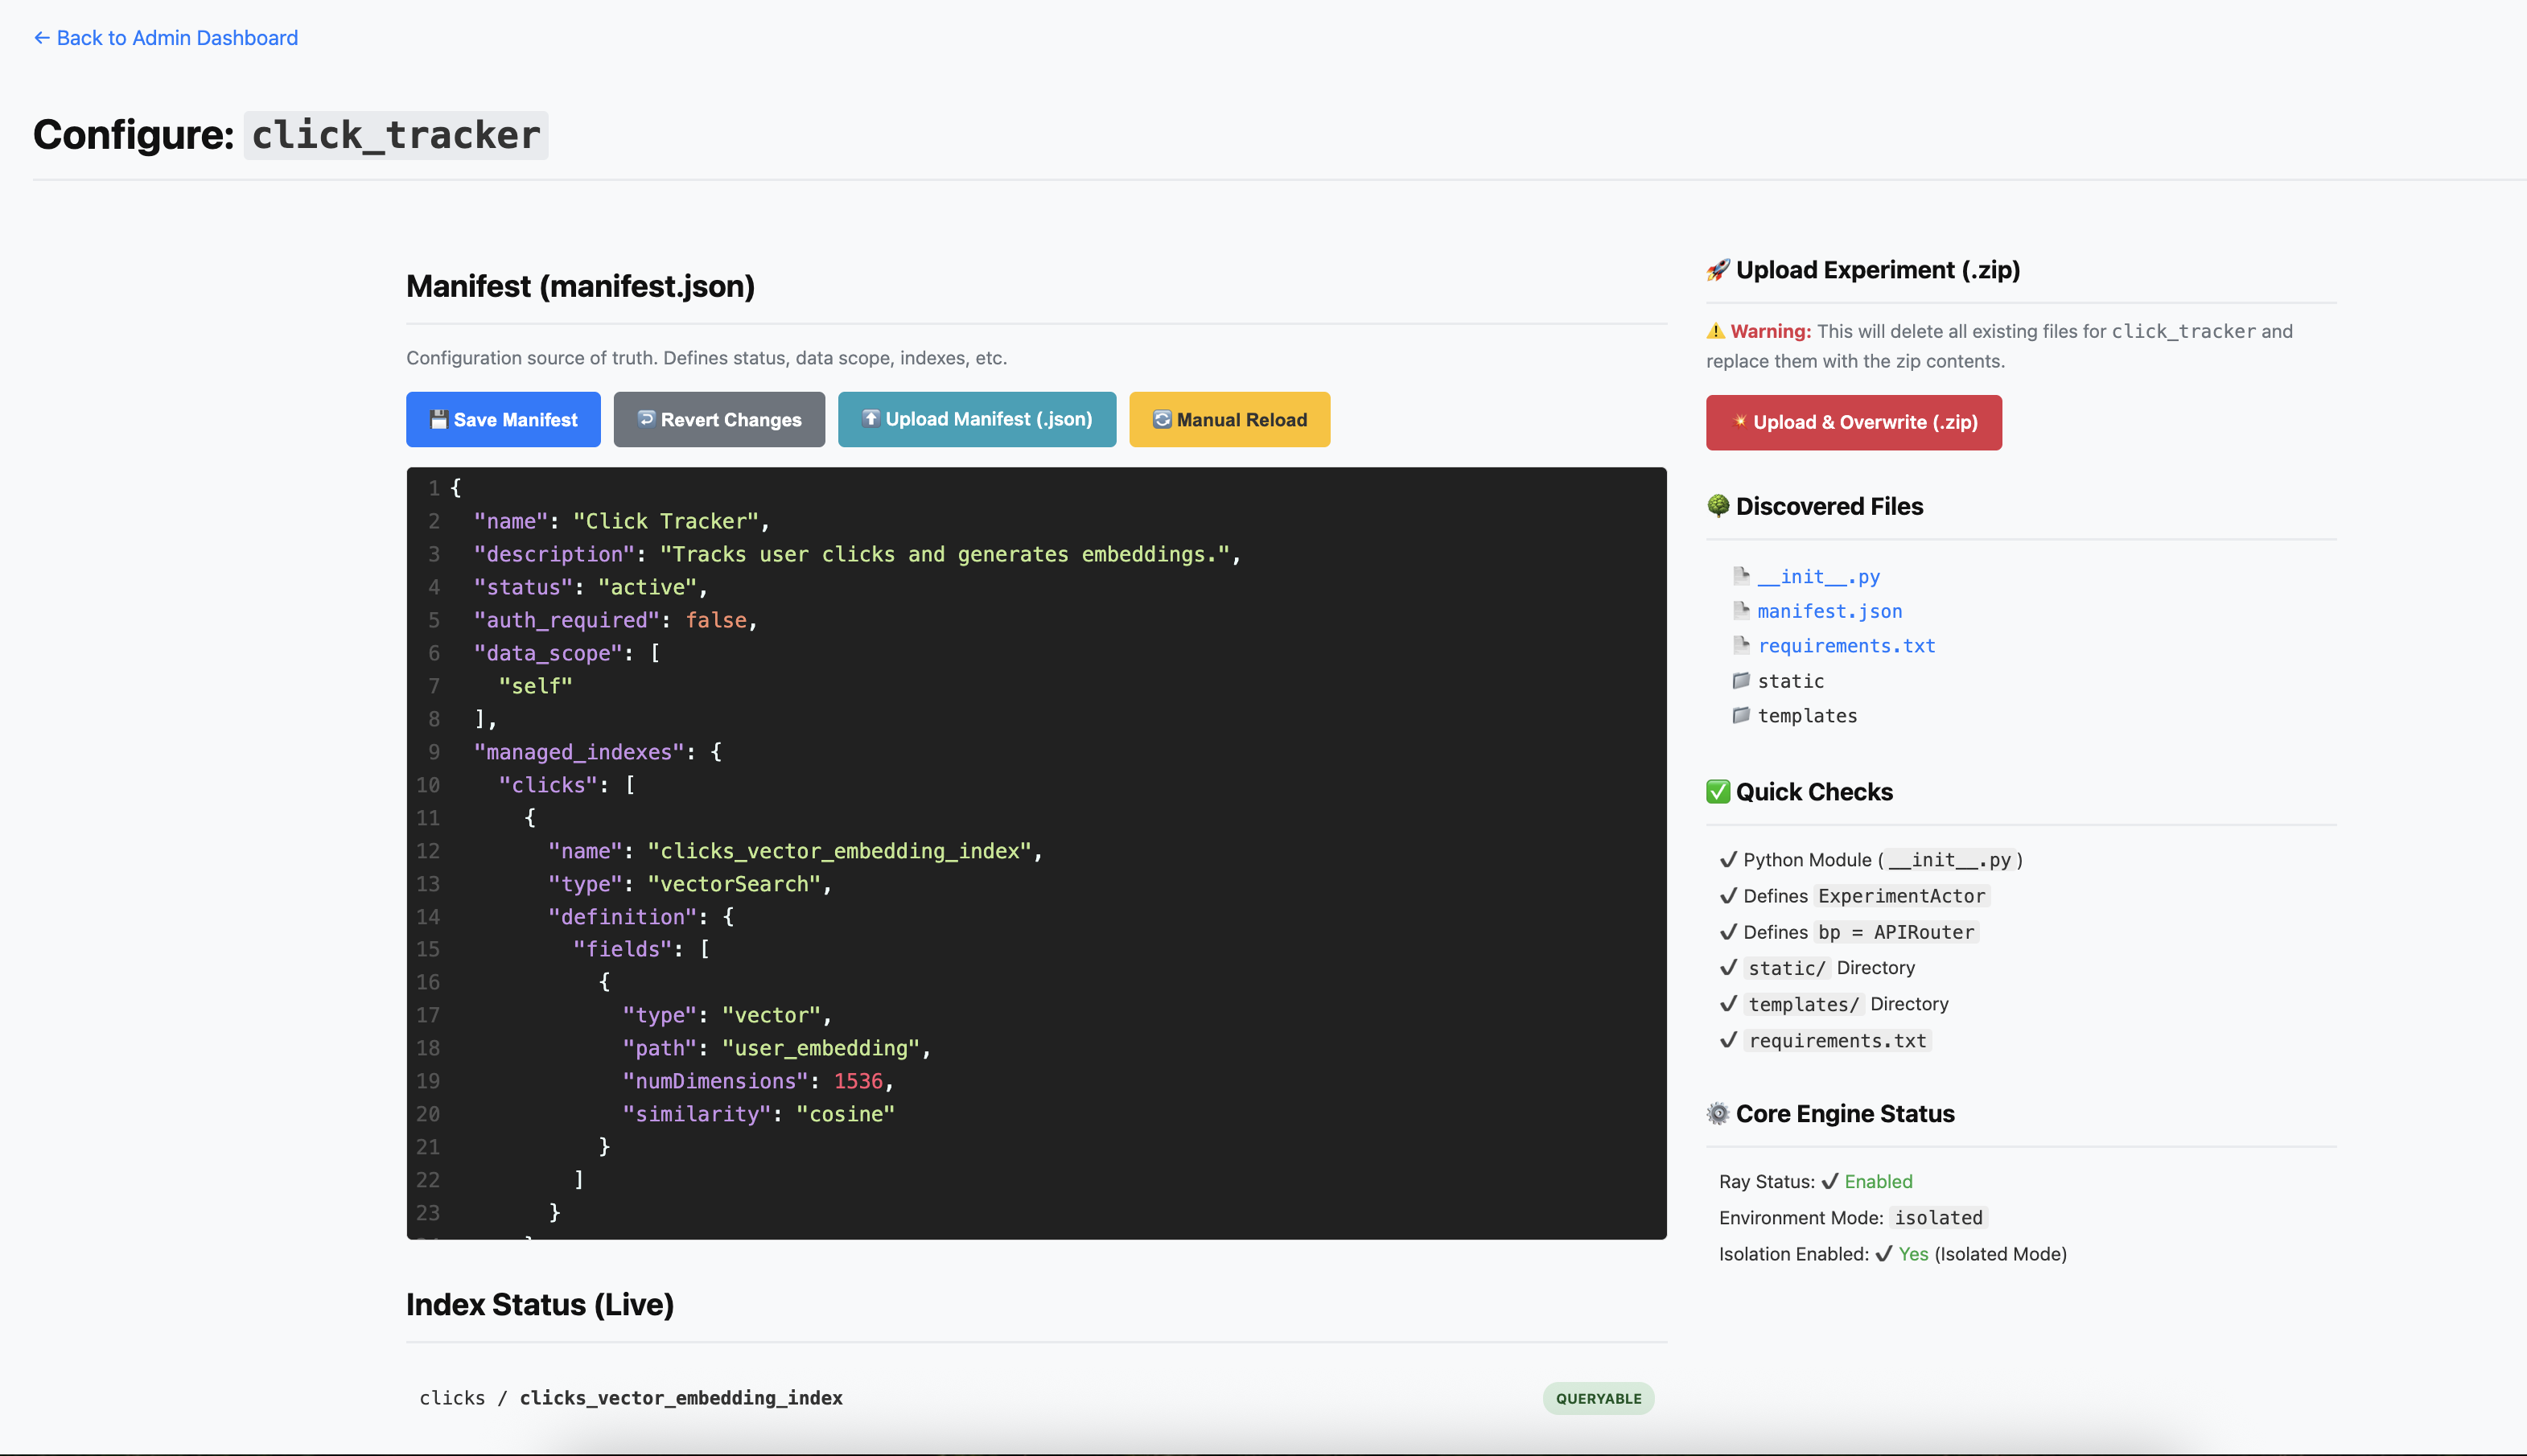 ← Back to Admin Dashboard
Configure: click_tracker
Manifest (manifest.json)
Configuration source of truth. Defines status, data scope, indexes, etc.
💾 Save Manifest
↩️ Revert Changes
⬆️ Upload Manifest (.json)
🔄 Manual Reload
1 {
2   "name": "Click Tracker",
3   "description": "Tracks user clicks and generates embeddings.",
4   "status": "active",
5   "auth_required": false,
6   "data_scope": [
7     "self"
8   ],
9   "managed_indexes": {
10     "clicks": [
11       {
12         "name": "clicks_vector_embedding_index",
13         "type": "vectorSearch",
14         "definition": {
15           "fields": [
16             {
17               "type": "vector",
18               "path": "user_embedding",
19               "numDimensions": 1536,
20               "similarity": "cosine"
21             }
22           ]
23         }
Index Status (Live)
clicks / clicks_vector_embedding_index
QUERYABLE
🚀 Upload Experiment (.zip)
⚠️ Warning: This will delete all existing files for click_tracker and
replace them with the zip contents.
💥 Upload & Overwrite (.zip)
🌳 Discovered Files
📄 __init__.py
📄 manifest.json
📄 requirements.txt
📁 static
📁 templates
✅ Quick Checks
✔ Python Module (__init__.py)
✔ Defines ExperimentActor
✔ Defines bp = APIRouter
✔ static/ Directory
✔ templates/ Directory
✔ requirements.txt
⚙️ Core Engine Status
Ray Status: ✔ Enabled
Environment Mode: isolated
Isolation Enabled: ✔ Yes (Isolated Mode)